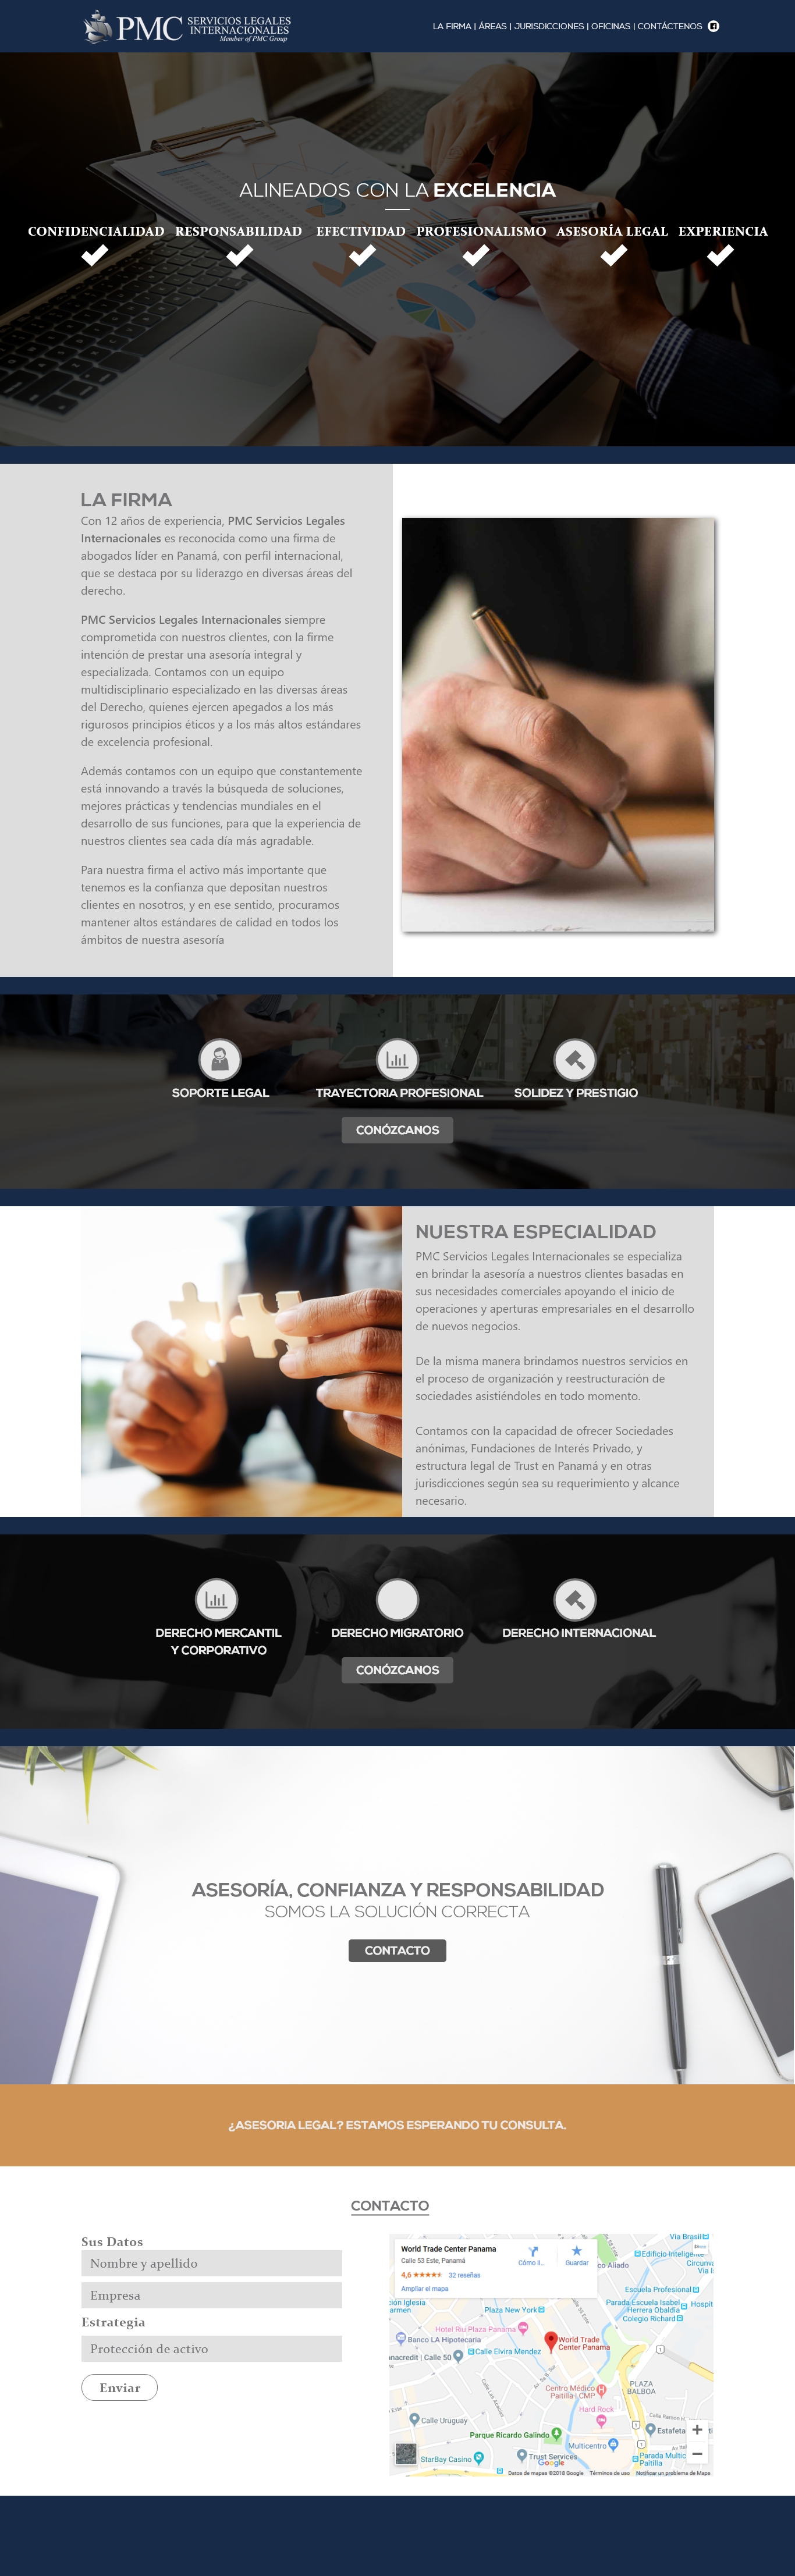 PMC SERVICIOS LEGALES
INTERNACIONALES
Member of PMC Group
LA FIRMA | ÁREAS | JURISDICCIONES | OFICINAS | CONTÁCTENOS
ALINEADOS CON LA EXCELENCIA
CONFIDENCIALIDAD RESPONSABILIDAD EFECTIVIDAD PROFESIONALISMO ASESORÍA LEGAL EXPERIENCIA
LA FIRMA
Con 12 años de experiencia, PMC Servicios Legales
Internacionales es reconocida como una firma de
abogados líder en Panamá, con perfil internacional,
que se destaca por su liderazgo en diversas áreas del
derecho.
PMC Servicios Legales Internacionales siempre
comprometida con nuestros clientes, con la firme
intención de prestar una asesoría integral y
especializada. Contamos con un equipo
multidisciplinario especializado en las diversas áreas
del Derecho, quienes ejercen apegados a los más
rigurosos principios éticos y a los más altos estándares
de excelencia profesional.
Además contamos con un equipo que constantemente
está innovando a través la búsqueda de soluciones,
mejores prácticas y tendencias mundiales en el
desarrollo de sus funciones, para que la experiencia de
nuestros clientes sea cada día más agradable.
Para nuestra firma el activo más importante que
tenemos es la confianza que depositan nuestros
clientes en nosotros, y en ese sentido, procuramos
mantener altos estándares de calidad en todos los
ámbitos de nuestra asesoría
SOPORTE LEGAL TRAYECTORIA PROFESIONAL SOLIDEZ Y PRESTIGIO
CONÓZCANOS
NUESTRA ESPECIALIDAD
PMC Servicios Legales Internacionales se especializa
en brindar la asesoría a nuestros clientes basadas en
sus necesidades comerciales apoyando el inicio de
operaciones y aperturas empresariales en el desarrollo
de nuevos negocios.
De la misma manera brindamos nuestros servicios en
el proceso de organización y reestructuración de
sociedades asistiéndoles en todo momento.
Contamos con la capacidad de ofrecer Sociedades
anónimas, Fundaciones de Interés Privado, y
estructura legal de Trust en Panamá y en otras
jurisdicciones según sea su requerimiento y alcance
necesario.
DERECHO MERCANTIL
Y CORPORATIVO
DERECHO MIGRATORIO
DERECHO INTERNACIONAL
CONÓZCANOS
ASESORÍA, CONFIANZA Y RESPONSABILIDAD
SOMOS LA SOLUCIÓN CORRECTA
CONTACTO
¿ASESORIA LEGAL? ESTAMOS ESPERANDO TU CONSULTA.
CONTACTO
Sus Datos
Nombre y apellido
Empresa
Estrategia
Protección de activo
Enviar
World Trade Center Panama
Calle 53 Este, Panamá
4,6 32 reseñas
Ampliar el mapa
Cómo ll...
Guardar
Vía Brasil
Edificio Inteligente
Circunv
Vía I
co Aliado
Escuela Profesional
ción Iglesia
armen
Parada Escuela Isabel
Herrera Obaldía
Hospit
Plaza New York
Colegio Richard
Hotel Riu Plaza Panama
Banco LA Hipotecaria
World Trade
Center Panama
Calle Elvira Mendez
nacredit
Calle 50
Centro Médico
Paitilla | CMP
PLAZA
BALBOA
Hard Rock
Calle Uruguay
Parque Ricardo Galindo
Estafeta
Multicentro
StarBay Casino
Trust Services
Parada Multic
Paitilla
Google
Datos de mapas ©2018 Google Términos de uso Notificar un problema de Maps